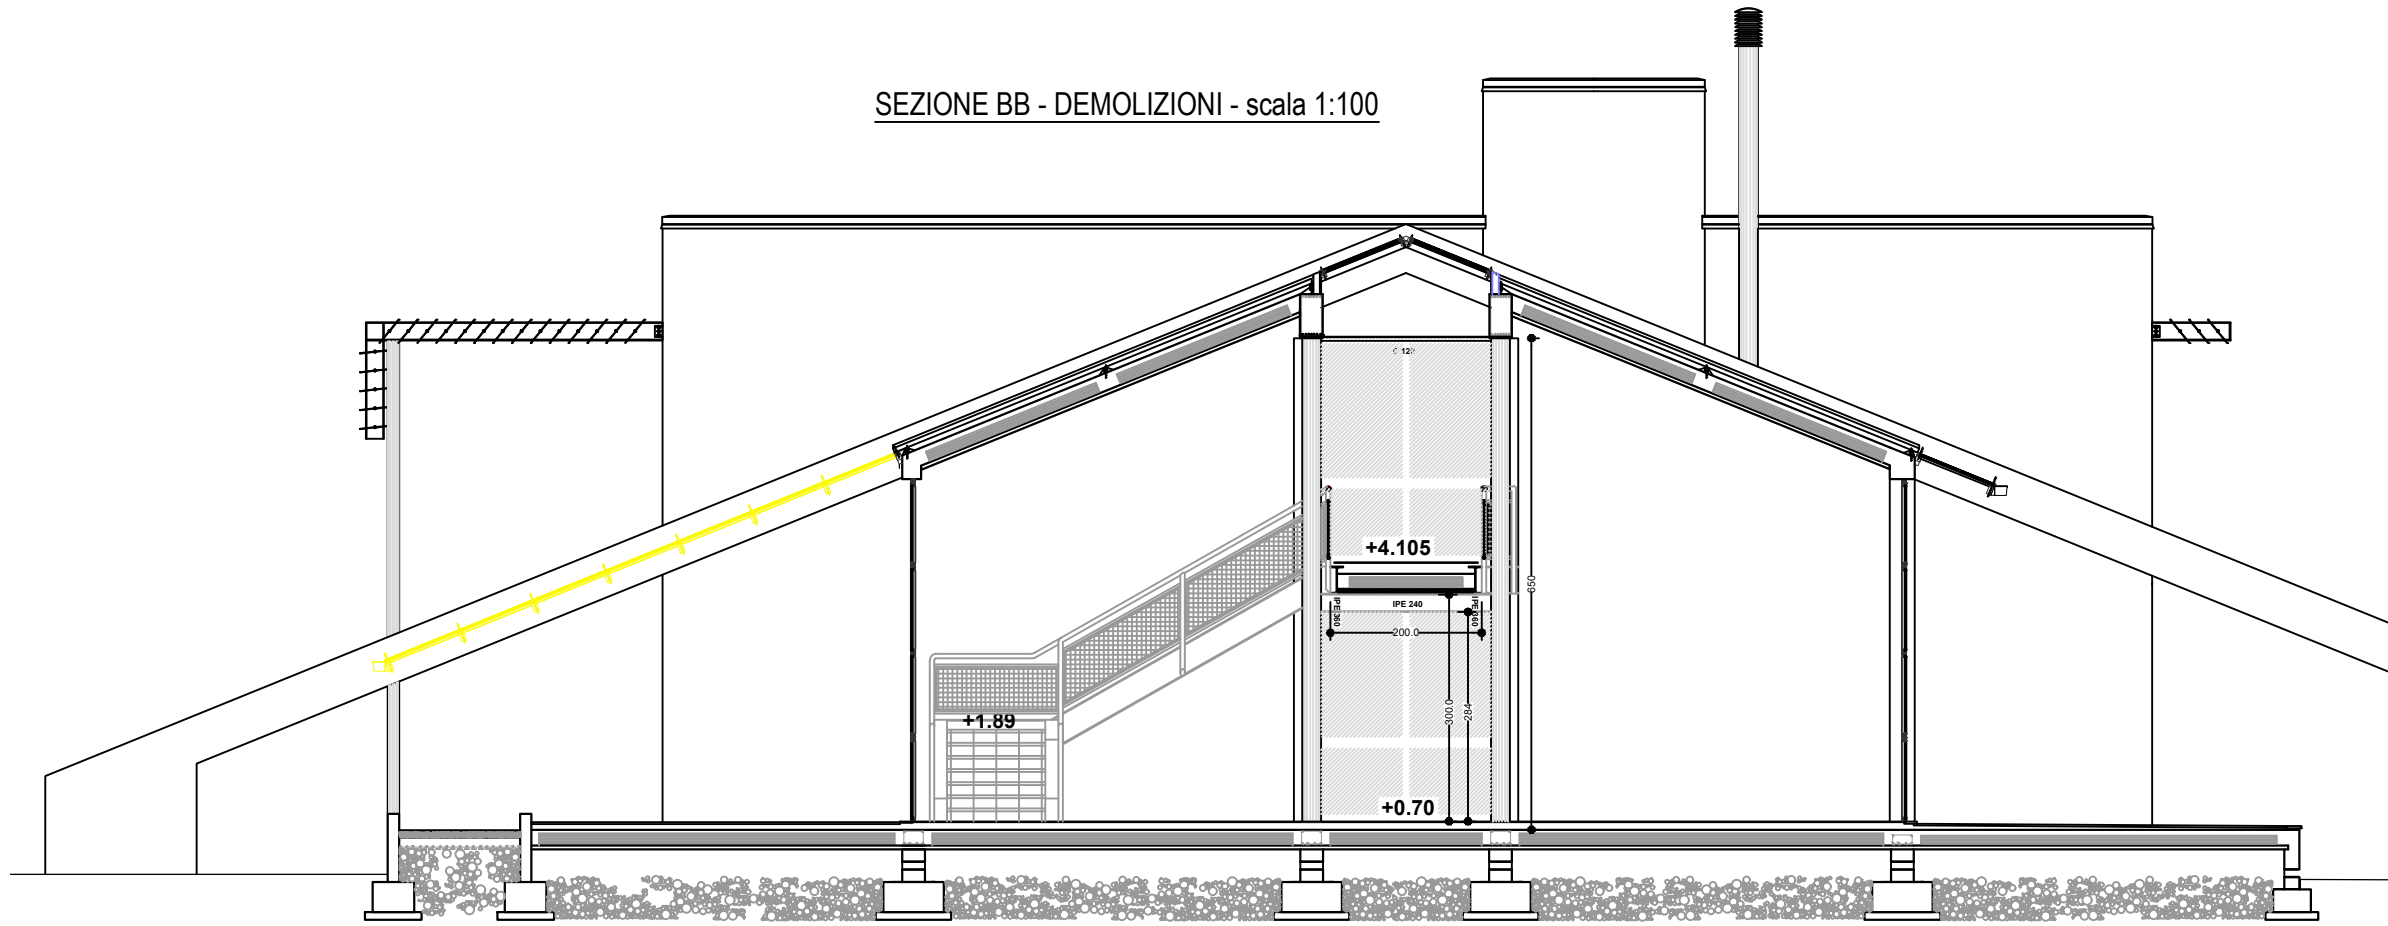 SEZIONE BB - DEMOLIZIONI - scala 1:100
+4.105
650
IPE 360
IPE 240
200.0
+1.89
300.0
284
+0.70